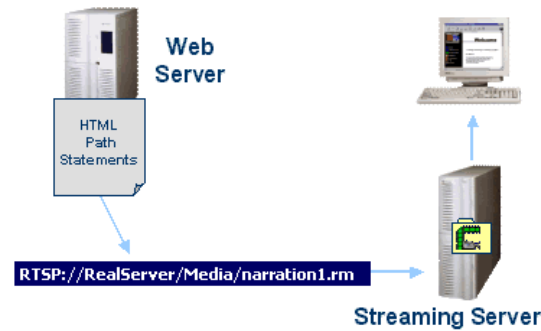 Web
Server
HTML
Path
Statements
RTSP://RealServer/Media/narration1.rm
Streaming Server